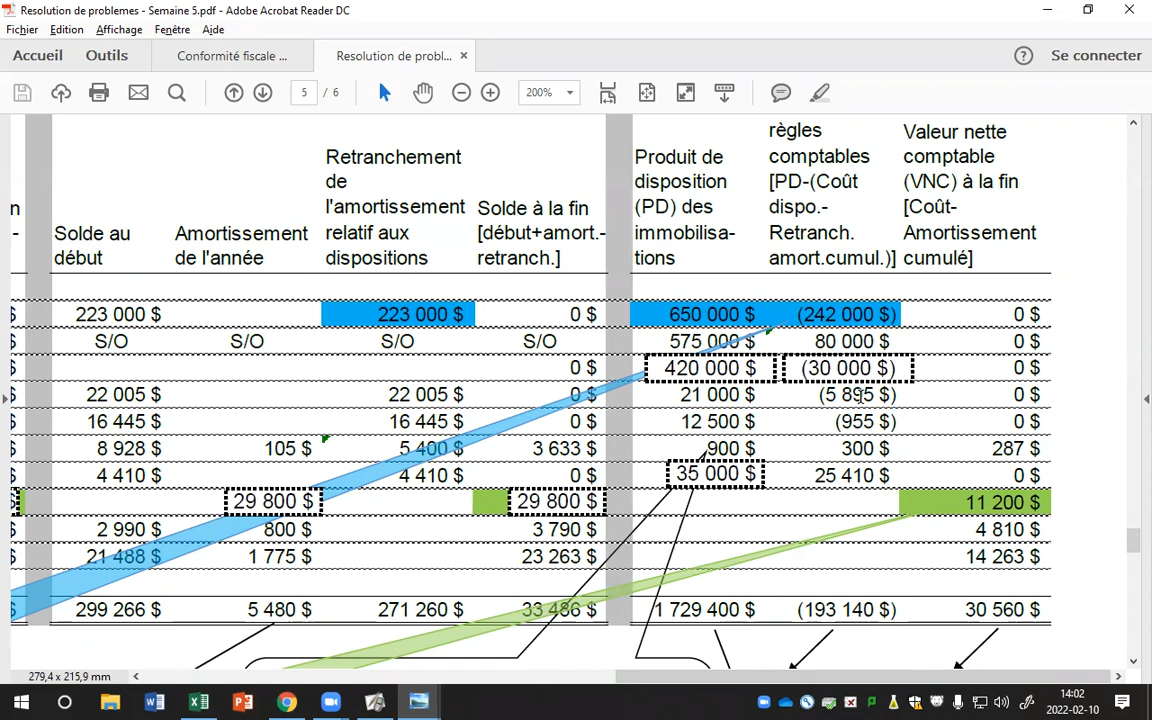 Resolution de problemes - Semaine 5.pdf - Adobe Acrobat Reader DC
Fichier Edition Affichage Fenêtre Aide
Accueil Outils Conformité fiscale ... Resolution de probl... × Se connecter
5 / 6 200%
n
-
Solde au début
Amortissement de l'année
Retranchement de l'amortissement relatif aux dispositions
Solde à la fin [début+amort.-retranch.]
Produit de disposition (PD) des immobilisa-tions
règles comptables [PD-(Coût dispo.-Retranch. amort.cumul.)]
Valeur nette comptable (VNC) à la fin [Coût-Amortissement cumulé]
$ 223 000 $ 223 000 $ 0 $ 650 000 $ (242 000 $) 0 $
$ S/O S/O S/O S/O 575 000 $ 80 000 $ 0 $
$ 0 $ 420 000 $ (30 000 $) 0 $
$ 22 005 $ 22 005 $ 0 $ 21 000 $ (5 895 $) 0 $
$ 16 445 $ 16 445 $ 0 $ 12 500 $ (955 $) 0 $
$ 8 928 $ 105 $ 5 400 $ 3 633 $ 900 $ 300 $ 287 $
$ 4 410 $ 4 410 $ 0 $ 35 000 $ 25 410 $ 0 $
$ 29 800 $ 29 800 $ 11 200 $
$ 2 990 $ 800 $ 3 790 $ 4 810 $
$ 21 488 $ 1 775 $ 23 263 $ 14 263 $
$ 299 266 $ 5 480 $ 271 260 $ 33 486 $ 1 729 400 $ (193 140 $) 30 560 $
279,4 x 215,9 mm
14:02
2022-02-10